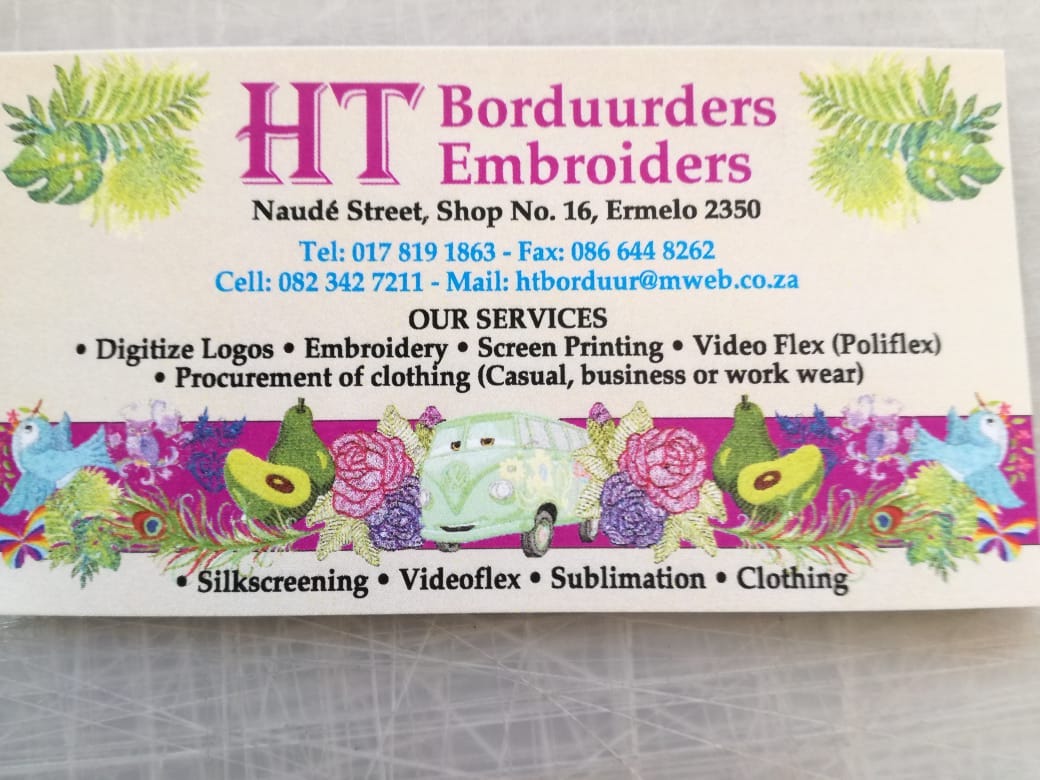 HT Borduurders
Embroiders
Naudé Street, Shop No. 16, Ermelo 2350
Tel: 017 819 1863 - Fax: 086 644 8262
Cell: 082 342 7211 - Mail: htborduur@mweb.co.za
OUR SERVICES
• Digitize Logos • Embroidery • Screen Printing • Video Flex (Poliflex)
• Procurement of clothing (Casual, business or work wear)
• Silkscreening • Videoflex • Sublimation • Clothing